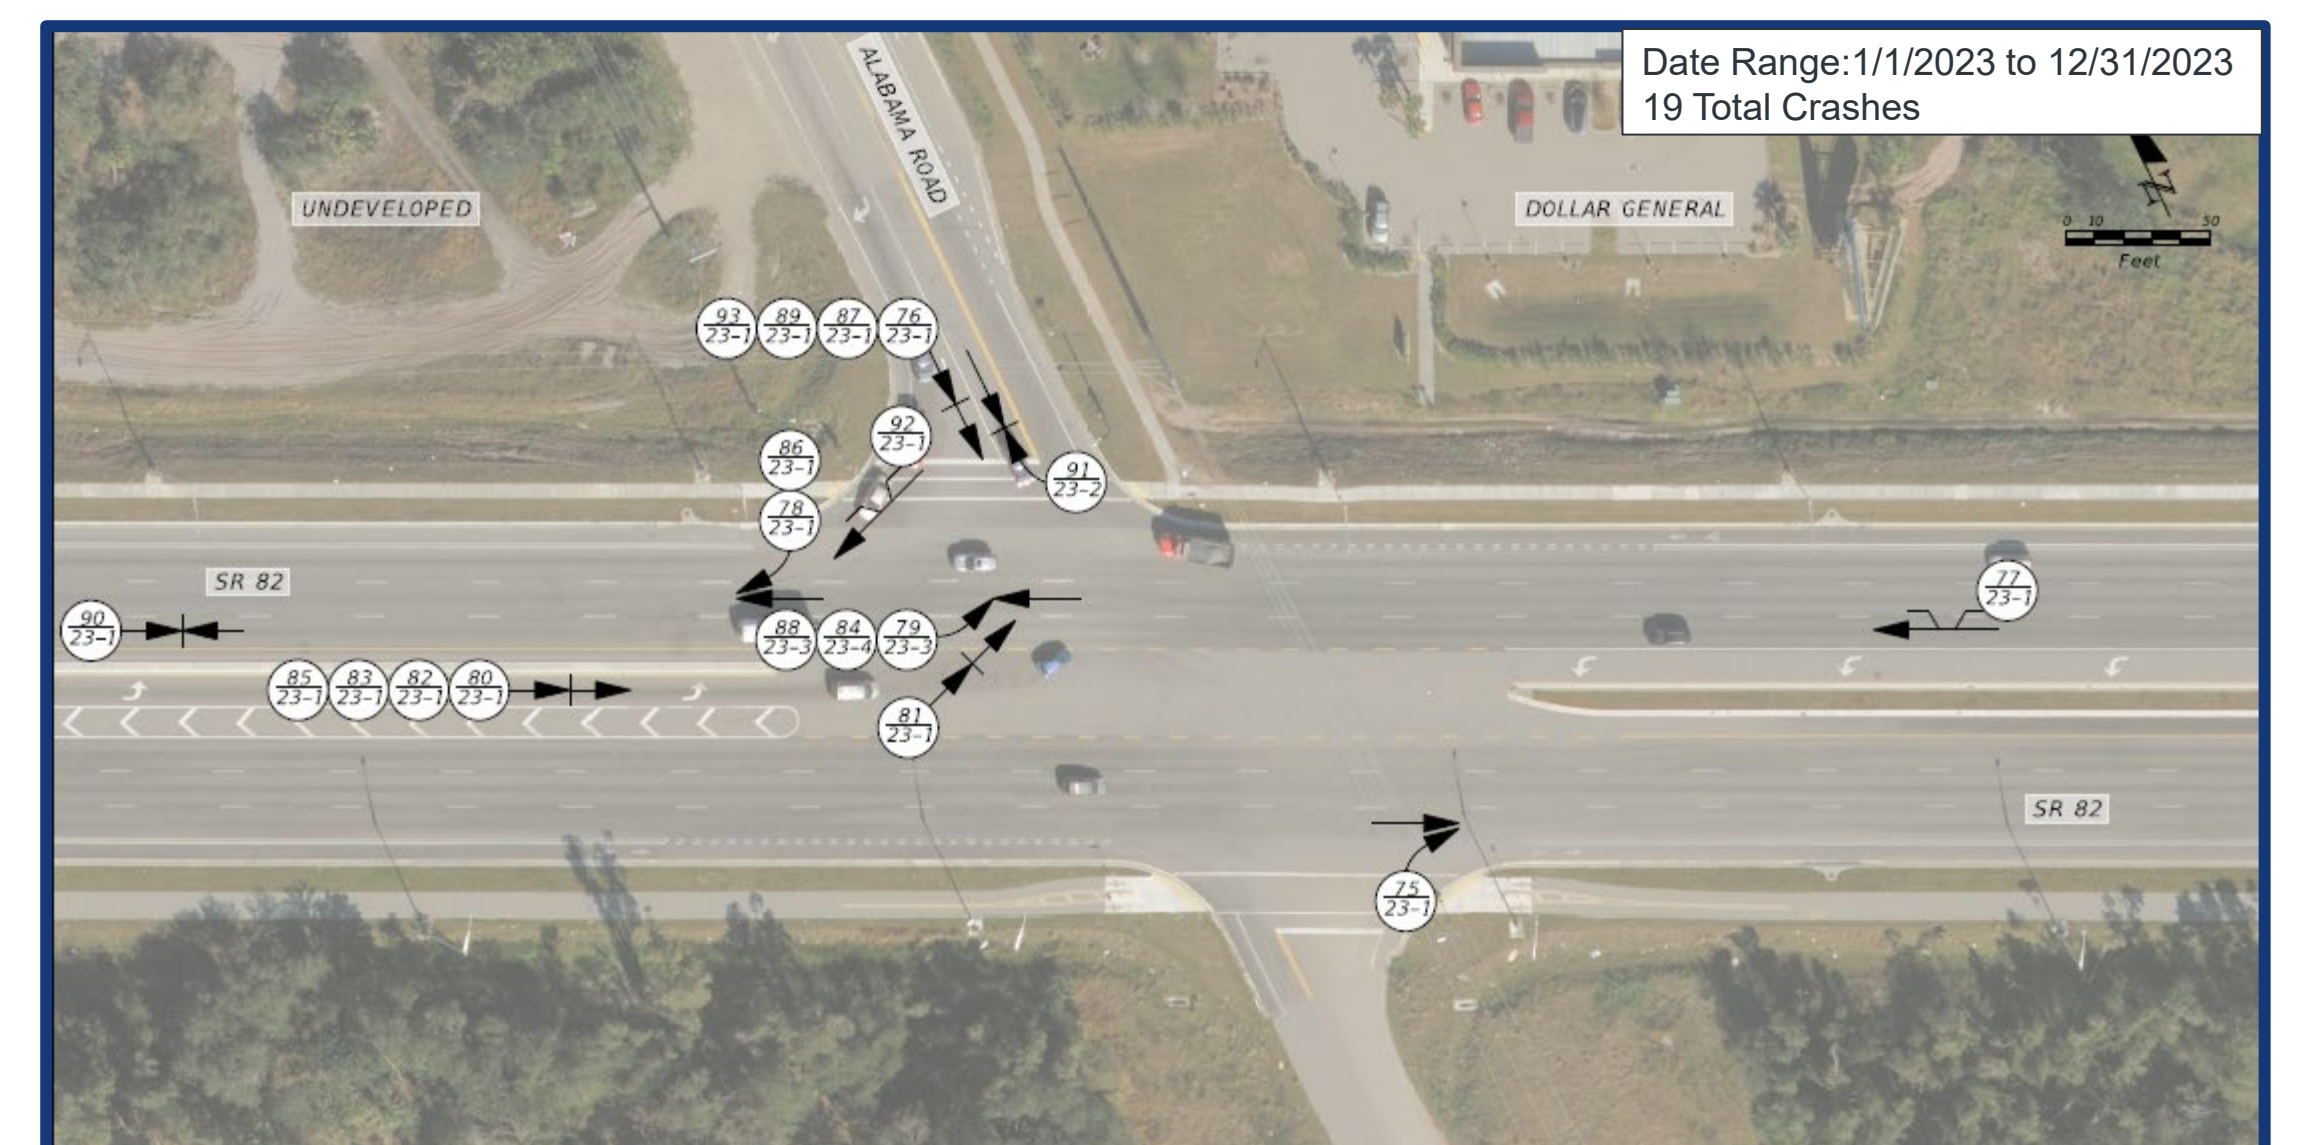 Date Range:1/1/2023 to 12/31/2023
19 Total Crashes
ALABAMA ROAD
UNDEVELOPED
DOLLAR GENERAL
0 10 50
Feet
N
93 89 87 76
23-1 23-1 23-1 23-1
92
23-1
86
23-1
91
23-2
78
23-1
SR 82
77
23-1
90
23-1
88 84 79
23-3 23-4 23-3
85 83 82 80
23-1 23-1 23-1 23-1
81
23-1
SR 82
75
23-1